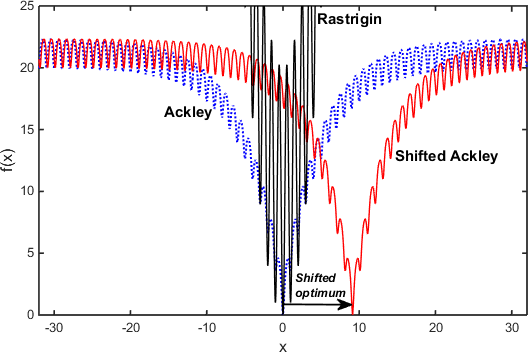 Rastrigin
Ackley
Shifted Ackley
Shifted
optimum
f(x)
25
20
15
10
5
0
-30 -20 -10 0 10 20 30
x